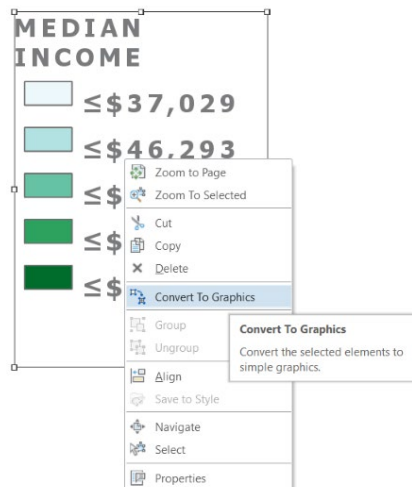 MEDIAN
INCOME
≤$37,029
≤$46,293
≤$
≤$
≤$
Zoom to Page
Zoom To Selected
Cut
Copy
Delete
Convert To Graphics
Group
Ungroup
Align
Save to Style
Navigate
Select
Properties
Convert To Graphics
Convert the selected elements to
simple graphics.